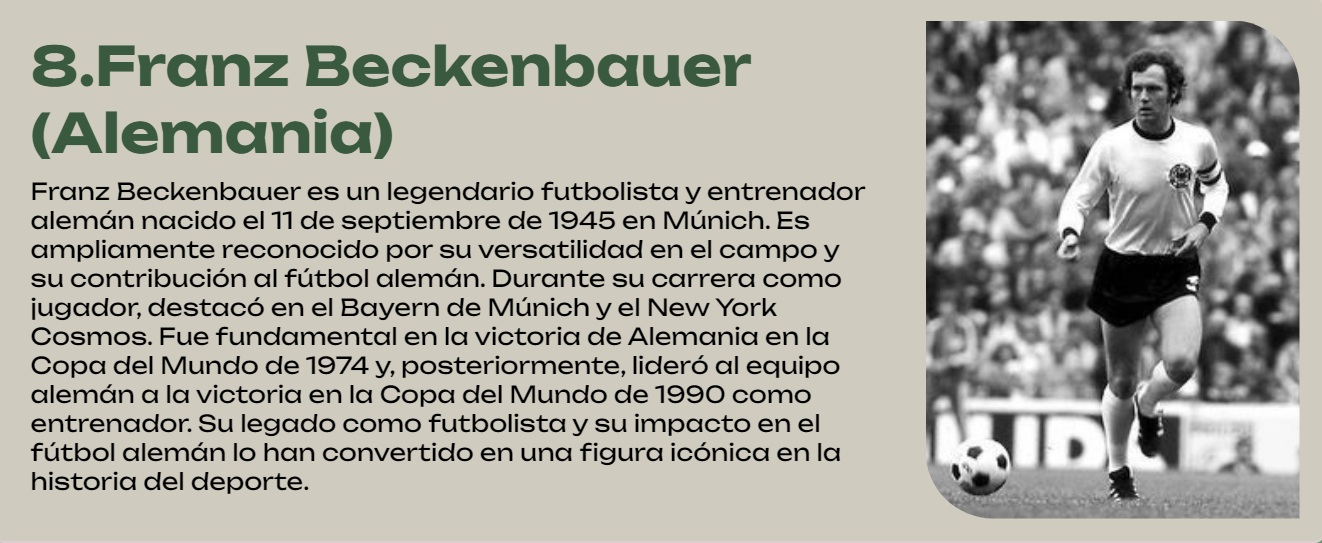 8.Franz Beckenbauer
(Alemania)
Franz Beckenbauer es un legendario futbolista y entrenador
alemán nacido el 11 de septiembre de 1945 en Múnich. Es
ampliamente reconocido por su versatilidad en el campo y
su contribución al fútbol alemán. Durante su carrera como
jugador, destacó en el Bayern de Múnich y el New York
Cosmos. Fue fundamental en la victoria de Alemania en la
Copa del Mundo de 1974 y, posteriormente, lideró al equipo
alemán a la victoria en la Copa del Mundo de 1990 como
entrenador. Su legado como futbolista y su impacto en el
fútbol alemán lo han convertido en una figura icónica en la
historia del deporte.